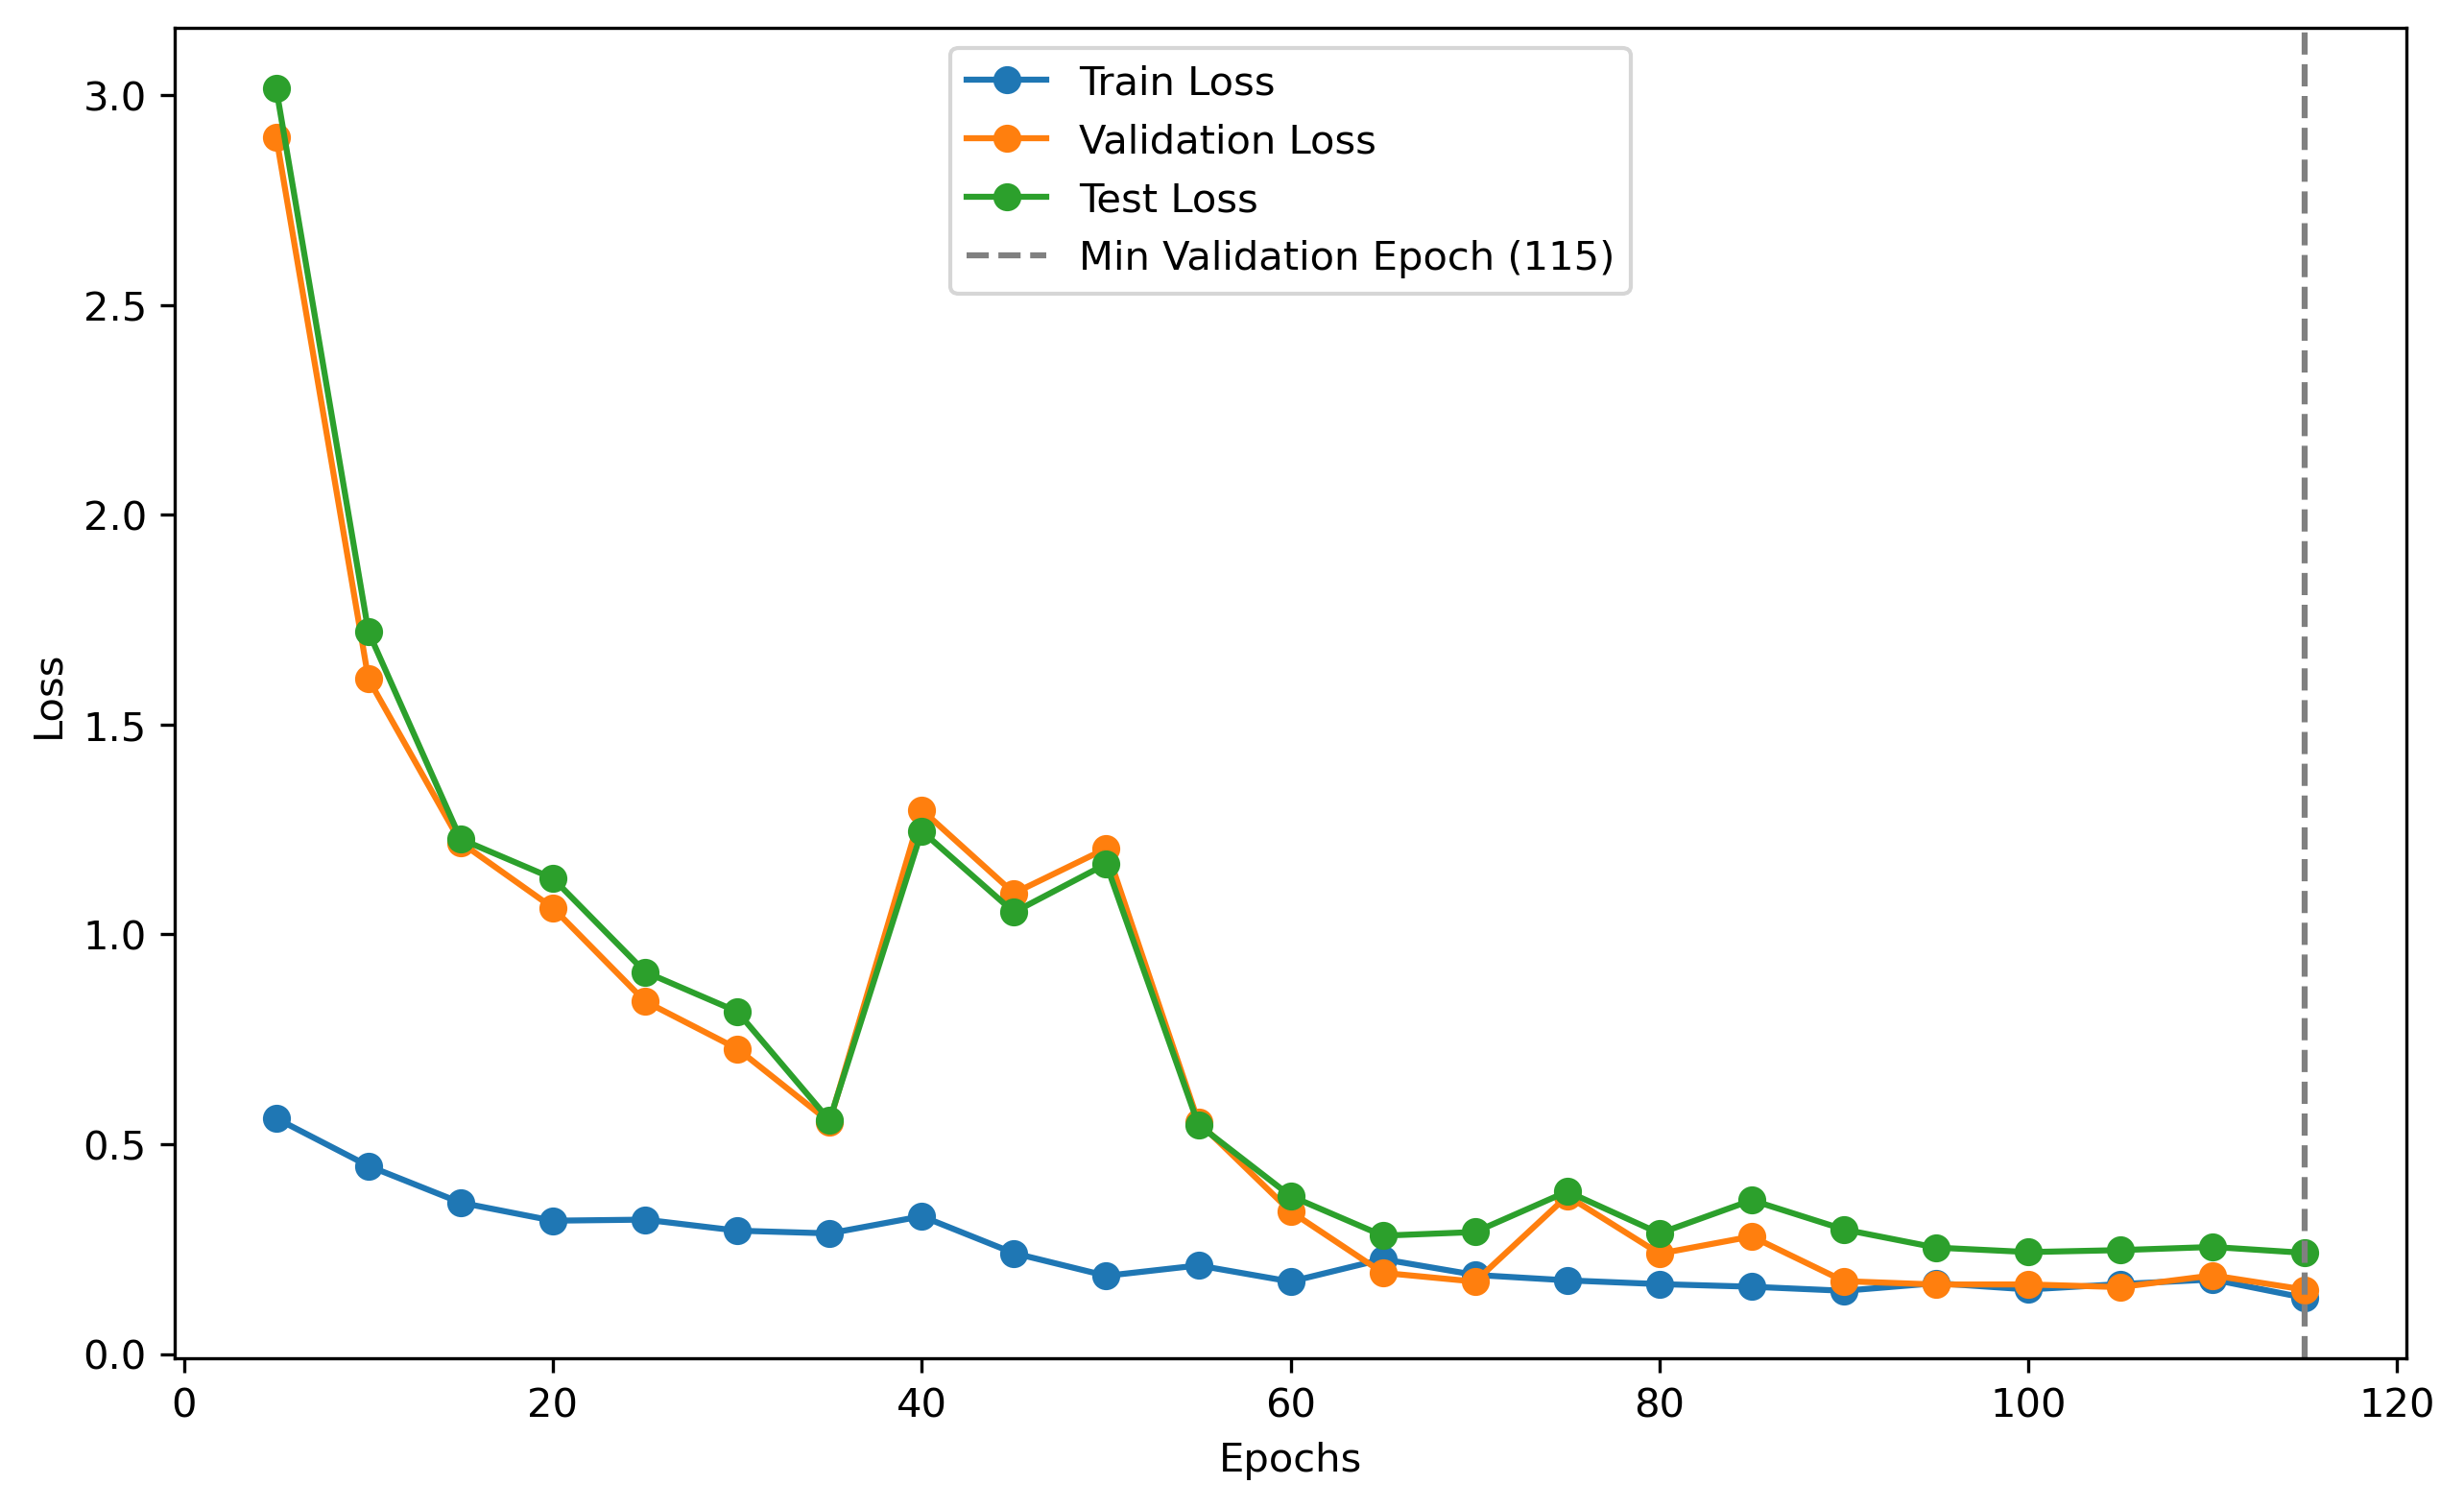 Train Loss
Validation Loss
Test Loss
Min Validation Epoch (115)
3.0
2.5
2.0
1.5
1.0
0.5
0.0
Loss
0 20 40 60 80 100 120
Epochs